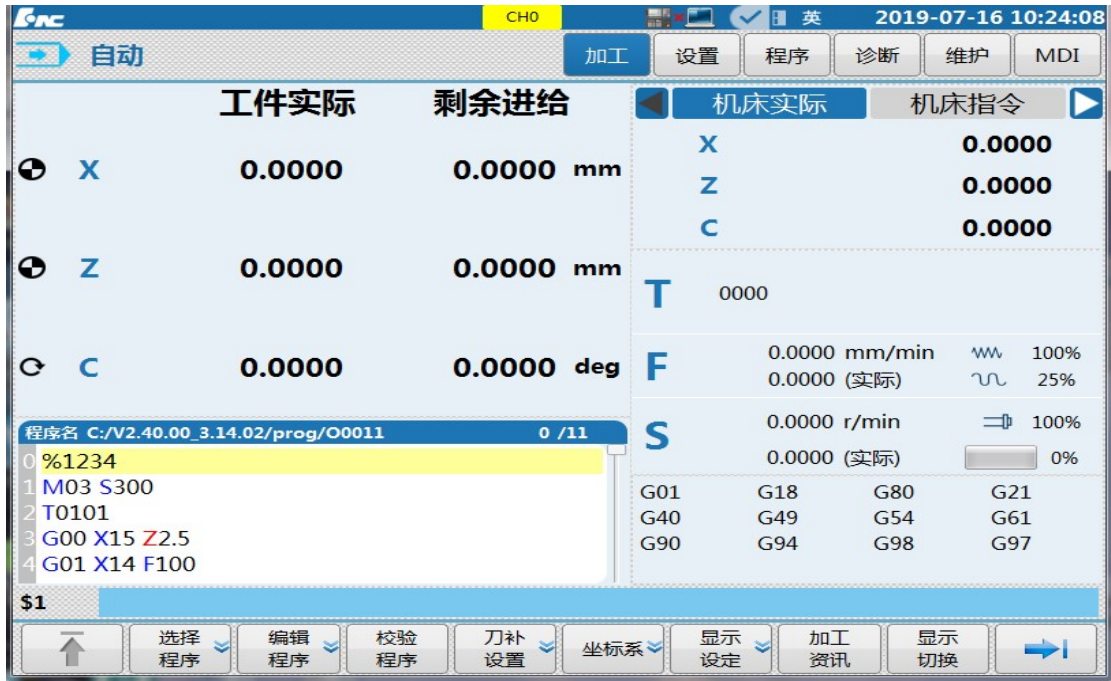 HNC CH0 英 2019-07-16 10:24:08
自动 加工 设置 程序 诊断 维护 MDI
工件实际 剩余进给
X 0.0000 0.0000 mm
Z 0.0000 0.0000 mm
C 0.0000 0.0000 deg
机床实际 机床指令
X 0.0000
Z 0.0000
C 0.0000
T 0000
F 0.0000 mm/min 100%
0.0000 (实际) 25%
S 0.0000 r/min 100%
0.0000 (实际) 0%
G01 G18 G80 G21
G40 G49 G54 G61
G90 G94 G98 G97
程序名 C:/V2.40.00_3.14.02/prog/O0011 0 /11
0 %1234
1 M03 S300
2 T0101
3 G00 X15 Z2.5
4 G01 X14 F100
$1
选择程序 编辑程序 校验程序 刀补设置 坐标系 显示设定 加工资讯 显示切换